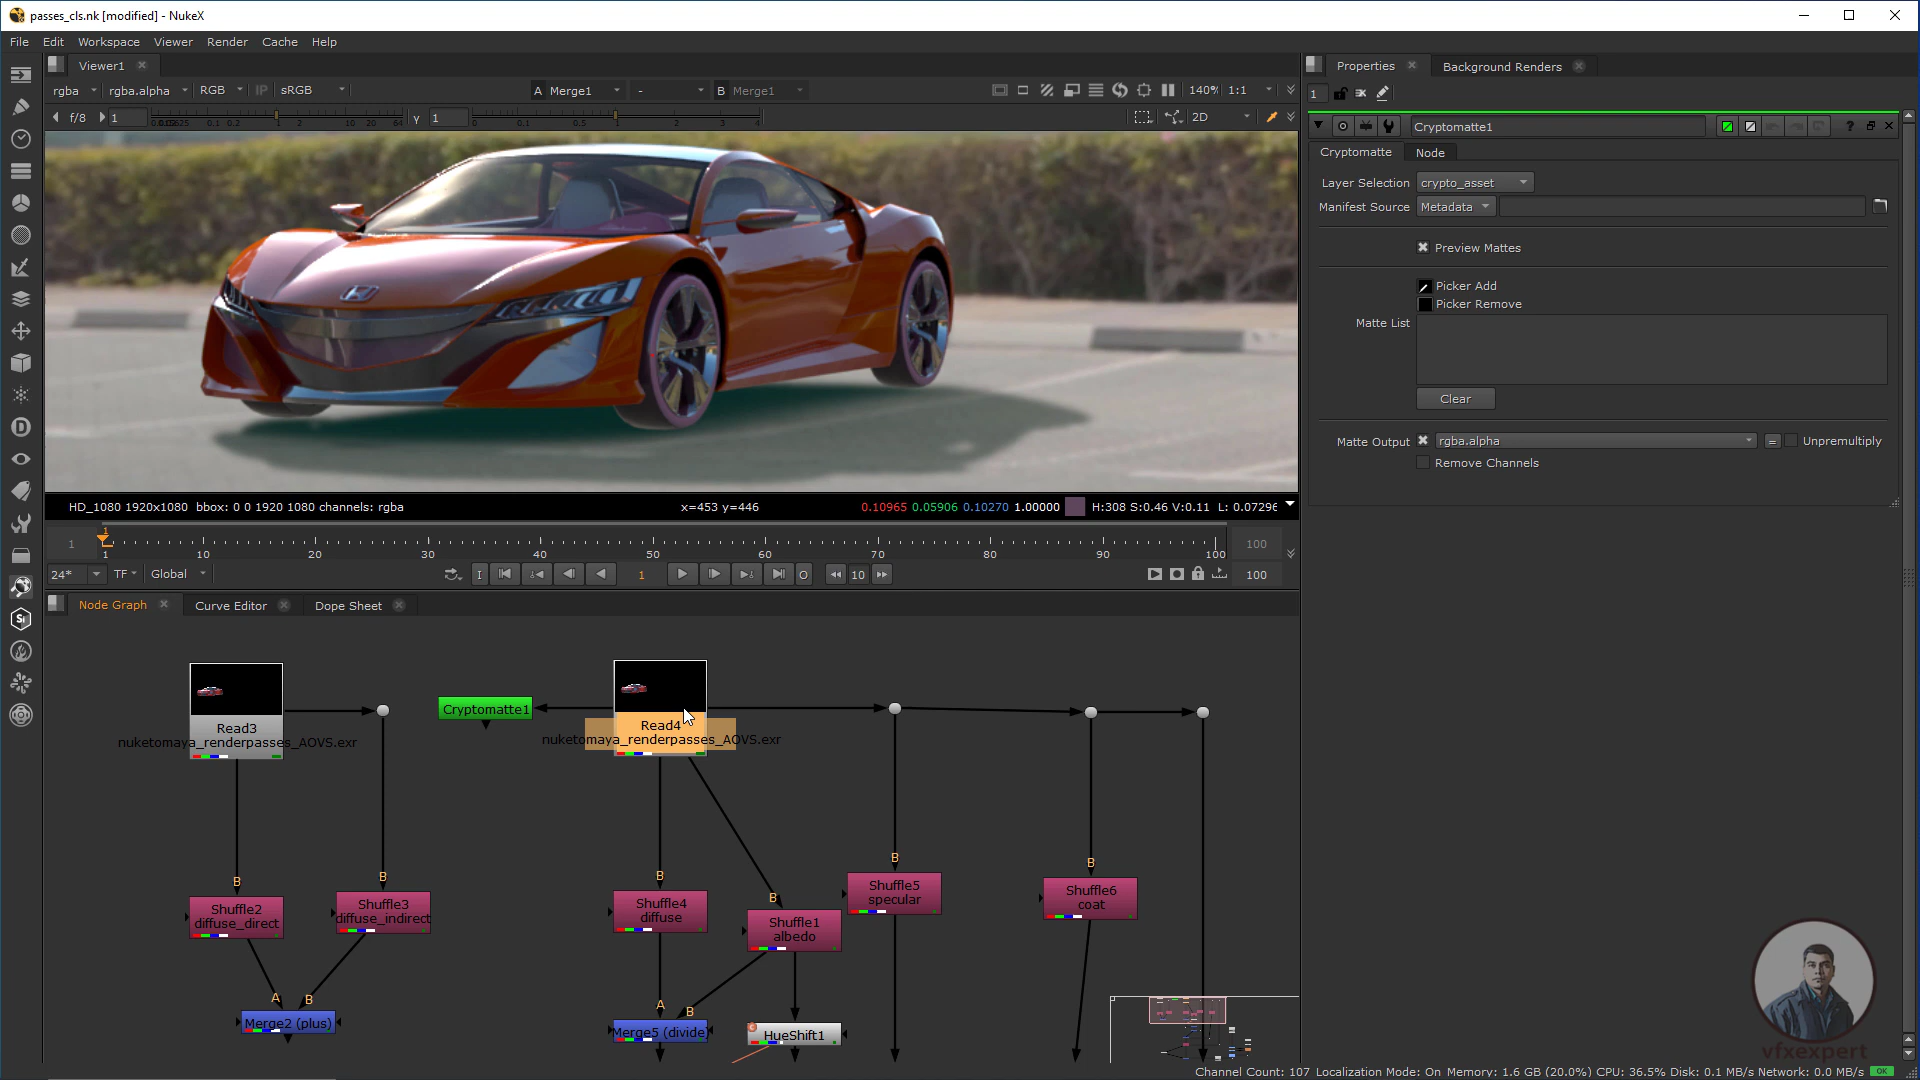 passes_cls.nk [modified] - NukeX
File Edit Workspace Viewer Render Cache Help
Viewer1
rgba rgba.alpha RGB IP sRGB A Merge1 - B Merge1 140% 1:1
f/8 1 γ 1 2D
HD_1080 1920x1080 bbox: 0 0 1920 1080 channels: rgba x=453 y=446 0.10965 0.05906 0.10270 1.00000 H:308 S:0.46 V:0.11 L: 0.07296
1 1 10 20 30 40 50 60 70 80 90 100 100
1
24* TF Global I 1 O 10 100
Node Graph Curve Editor Dope Sheet
Read3
nuketomaya_renderpasses_AOVS.exr
Cryptomatte1
Read4
nuketomaya_renderpasses_AOVS.exr
B
Shuffle2
diffuse_direct
B
Shuffle3
diffuse_indirect
A B
Merge2 (plus)
B
Shuffle4
diffuse
B
Shuffle1
albedo
A B
Merge5 (divide)
HueShift1
B
Shuffle5
specular
B
Shuffle6
coat
Properties Background Renders
1
Cryptomatte1
?
Cryptomatte Node
Layer Selection crypto_asset
Manifest Source Metadata
Preview Mattes
Picker Add
Picker Remove
Matte List
Clear
Matte Output rgba.alpha = Unpremultiply
Remove Channels
vfxexpert
Channel Count: 107 Localization Mode: On Memory: 1.6 GB (20.0%) CPU: 36.5% Disk: 0.1 MB/s Network: 0.0 MB/s OK